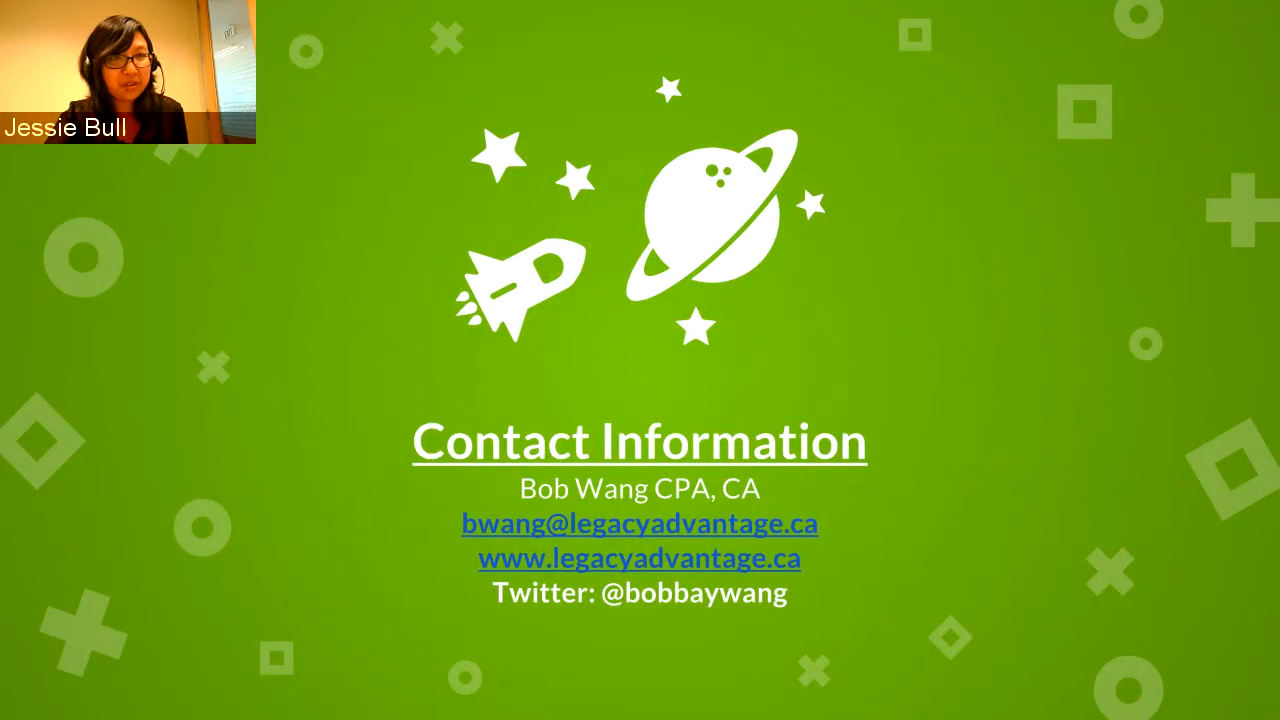 Jessie Bull
Contact Information
Bob Wang CPA, CA
bwang@legacyadvantage.ca
www.legacyadvantage.ca
Twitter: @bobbaywang